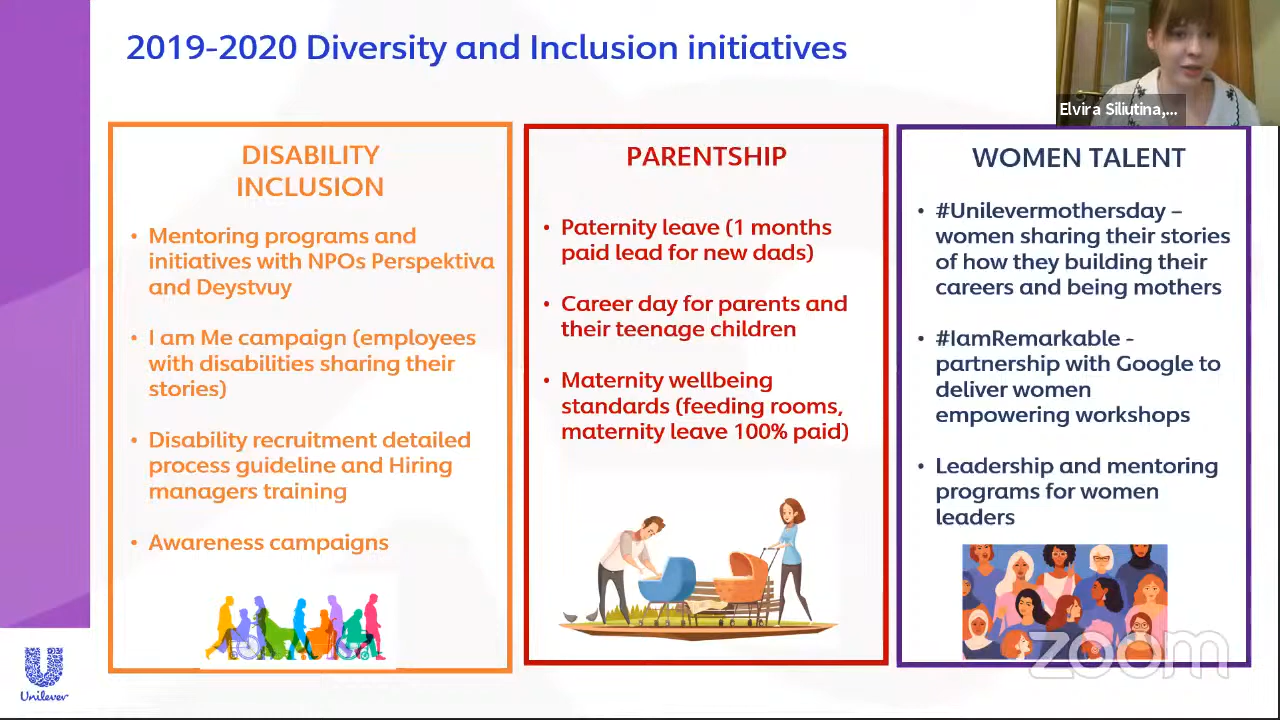 2019-2020 Diversity and Inclusion initiatives
Elvira Siliutina,...
DISABILITY
INCLUSION
• Mentoring programs and
initiatives with NPOs Perspektiva
and Deystvuy
• I am Me campaign (employees
with disabilities sharing their
stories)
• Disability recruitment detailed
process guideline and Hiring
managers training
• Awareness campaigns
PARENTSHIP
• Paternity leave (1 months
paid lead for new dads)
• Career day for parents and
their teenage children
• Maternity wellbeing
standards (feeding rooms,
maternity leave 100% paid)
WOMEN TALENT
• #Unilevermothersday –
women sharing their stories
of how they building their
careers and being mothers
• #IamRemarkable -
partnership with Google to
deliver women
empowering workshops
• Leadership and mentoring
programs for women
leaders
zoom
Unilever